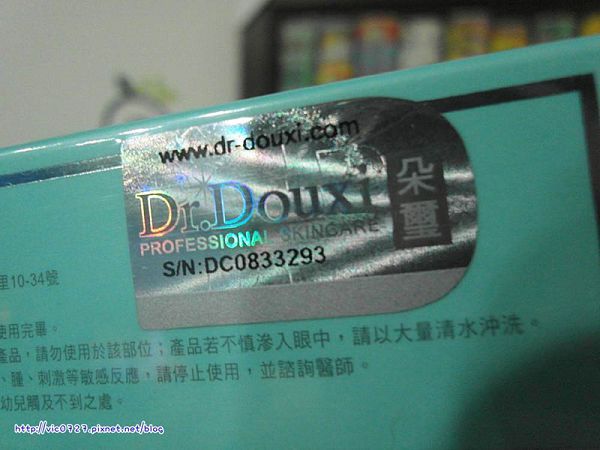 www.dr-douxi.com
Dr.Douxi
朵璽
PROFESSIONAL SKINCARE
S/N:DC0833293
里10-34號
使用完畢。
產品，請勿使用於該部位；產品若不慎滲入眼中，請以大量清水沖洗。
、腫、刺激等敏感反應，請停止使用，並諮詢醫師。
幼兒觸及不到之處。
http://vic0727.pixnet.net/blog